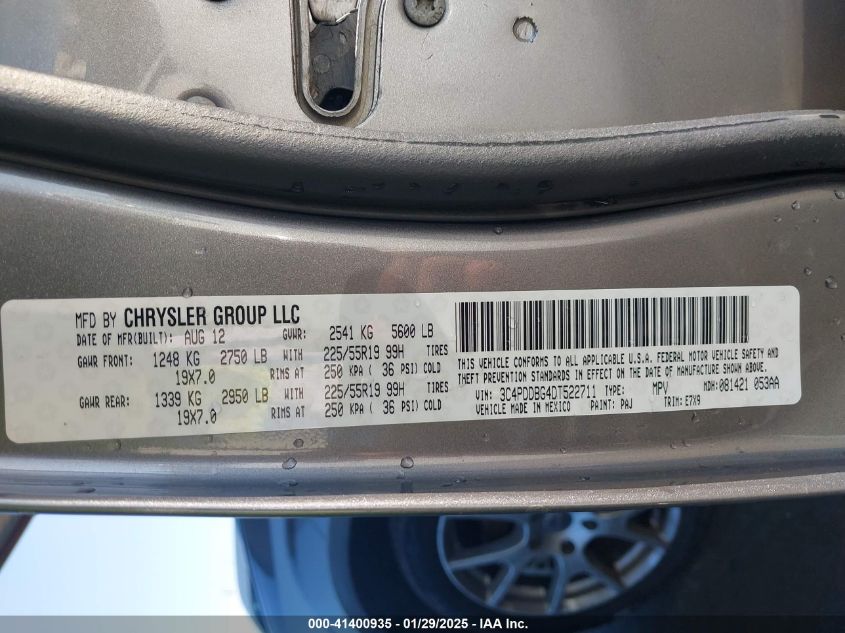 MFD BY CHRYSLER GROUP LLC
DATE OF MFR(BUILT): AUG 12 GVWR: 2541 KG 5600 LB
GAWR FRONT: 1248 KG 2750 LB WITH 225/55R19 99H TIRES
19X7.0 RIMS AT 250 KPA ( 36 PSI) COLD
GAWR REAR: 1339 KG 2950 LB WITH 225/55R19 99H TIRES
19X7.0 RIMS AT 250 KPA ( 36 PSI) COLD
THIS VEHICLE CONFORMS TO ALL APPLICABLE U.S.A. FEDERAL MOTOR VEHICLE SAFETY AND
THEFT PREVENTION STANDARDS IN EFFECT ON THE DATE OF MANUFACTURE SHOWN ABOVE.
VIN: 3C4PDDBG4DT522711 TYPE: MPV MDH: 081421 053AA
VEHICLE MADE IN MEXICO PAINT: PAJ TRIM: E7X9
000-41400935 - 01/29/2025 - IAA Inc.